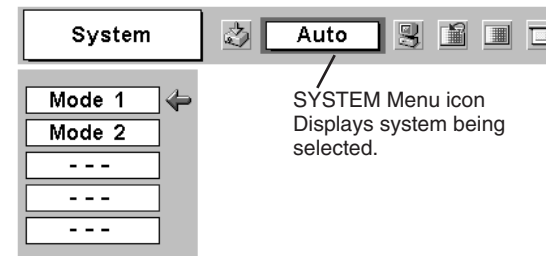 System
Auto
Mode 1
Mode 2
- - -
- - -
- - -
SYSTEM Menu icon
Displays system being
selected.